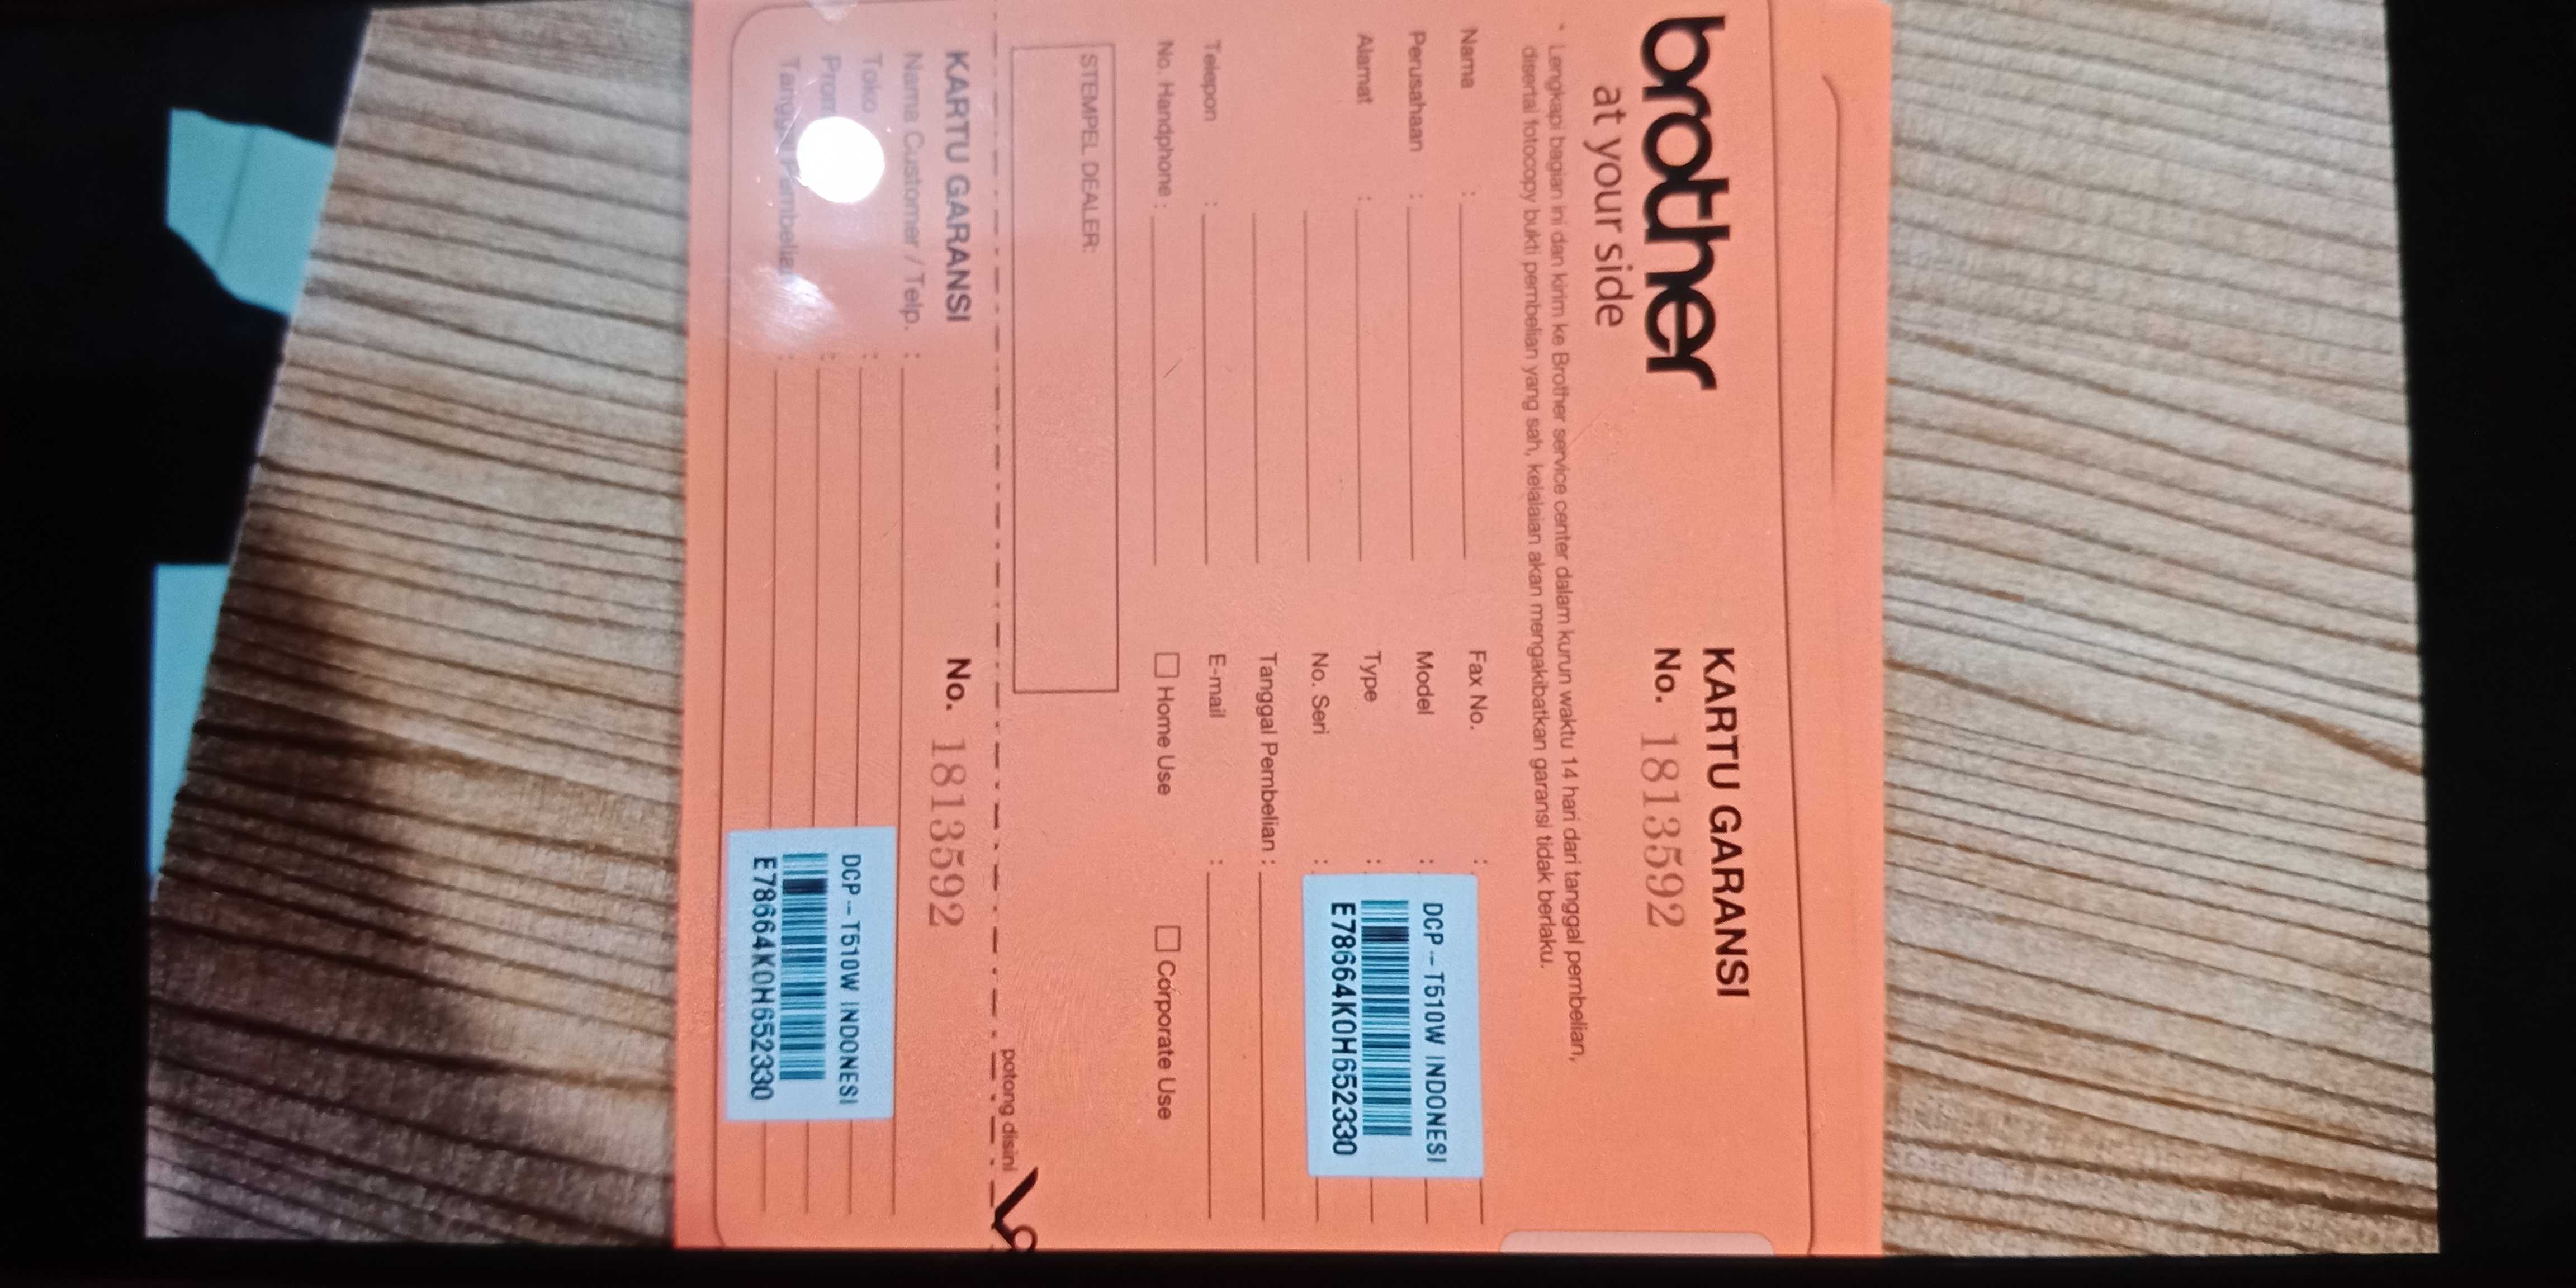 brother
at your side
KARTU GARANSI
No. 1813592
* Lengkapi bagian ini dan kirim ke Brother service center dalam kurun waktu 14 hari dari tanggal pembelian,
disertai fotocopy bukti pembelian yang sah, kelalaian akan mengakibatkan garansi tidak berlaku.
Nama :
Perusahaan :
Alamat :
Telepon :
No. Handphone :
Fax No. :
Model :
Type :
No. Seri :
DCP-T510W INDONESI
E78664K0H652330
Tanggal Pembelian :
E-mail :
Home Use
Corporate Use
STEMPEL DEALER:
potong disini
KARTU GARANSI
No. 1813592
Nama Customer / Telp. :
Toko :
Tanggal Pembelian :
DCP-T510W INDONESI
E78664K0H652330